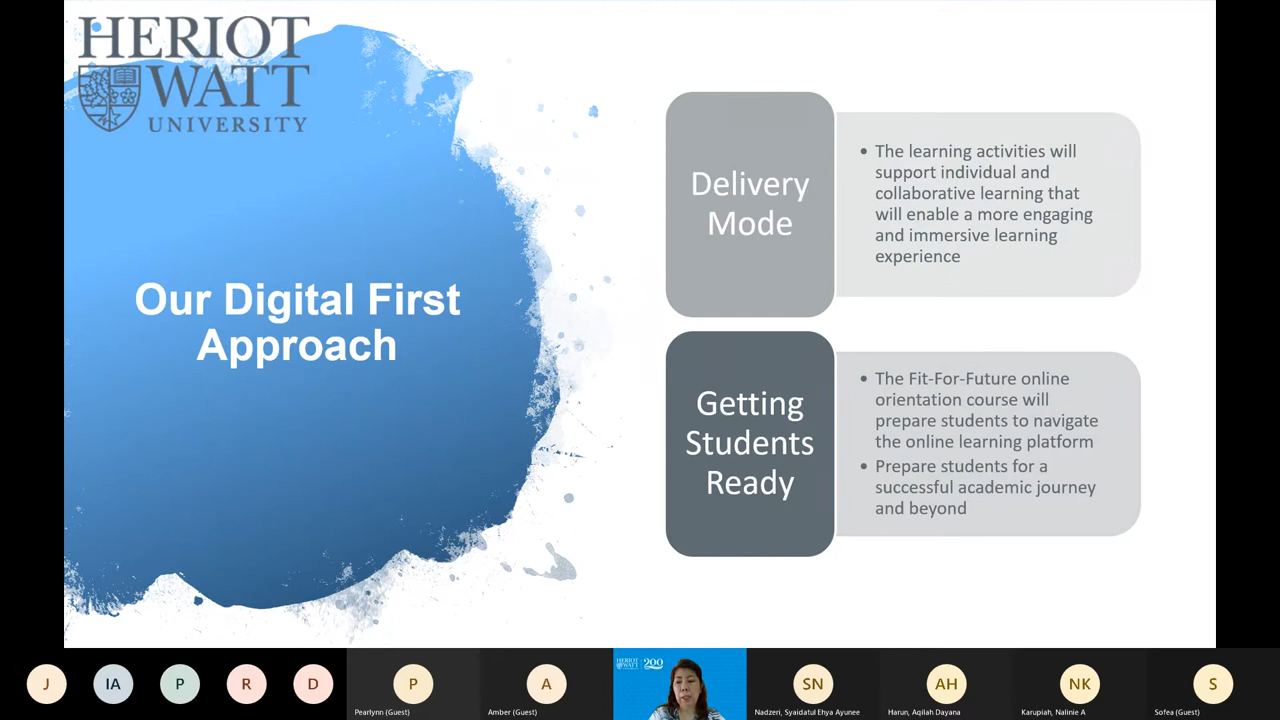 HERIOT
WATT
UNIVERSITY
Our Digital First
Approach
Delivery
Mode
• The learning activities will
support individual and
collaborative learning that
will enable a more engaging
and immersive learning
experience
Getting
Students
Ready
• The Fit-For-Future online
orientation course will
prepare students to navigate
the online learning platform
• Prepare students for a
successful academic journey
and beyond
J
IA
P
R
D
P
Pearlynn (Guest)
A
Amber (Guest)
HERIOT
WATT
200
SN
Nadzeri, Syaidatul Ehya Ayunee
AH
Harun, Aqilah Dayana
NK
Karupiah, Nalinie A
S
Sofea (Guest)